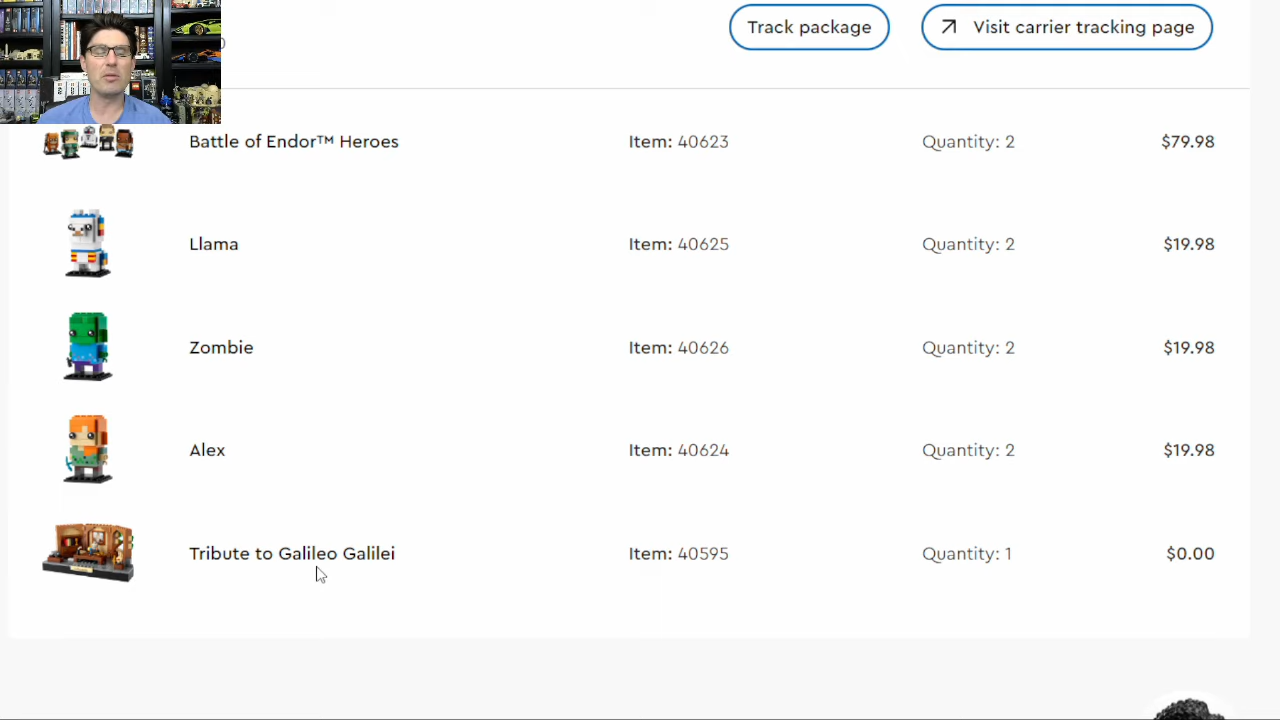 Track package
Visit carrier tracking page
Battle of Endor™ Heroes Item: 40623 Quantity: 2 $79.98
Llama Item: 40625 Quantity: 2 $19.98
Zombie Item: 40626 Quantity: 2 $19.98
Alex Item: 40624 Quantity: 2 $19.98
Tribute to Galileo Galilei Item: 40595 Quantity: 1 $0.00